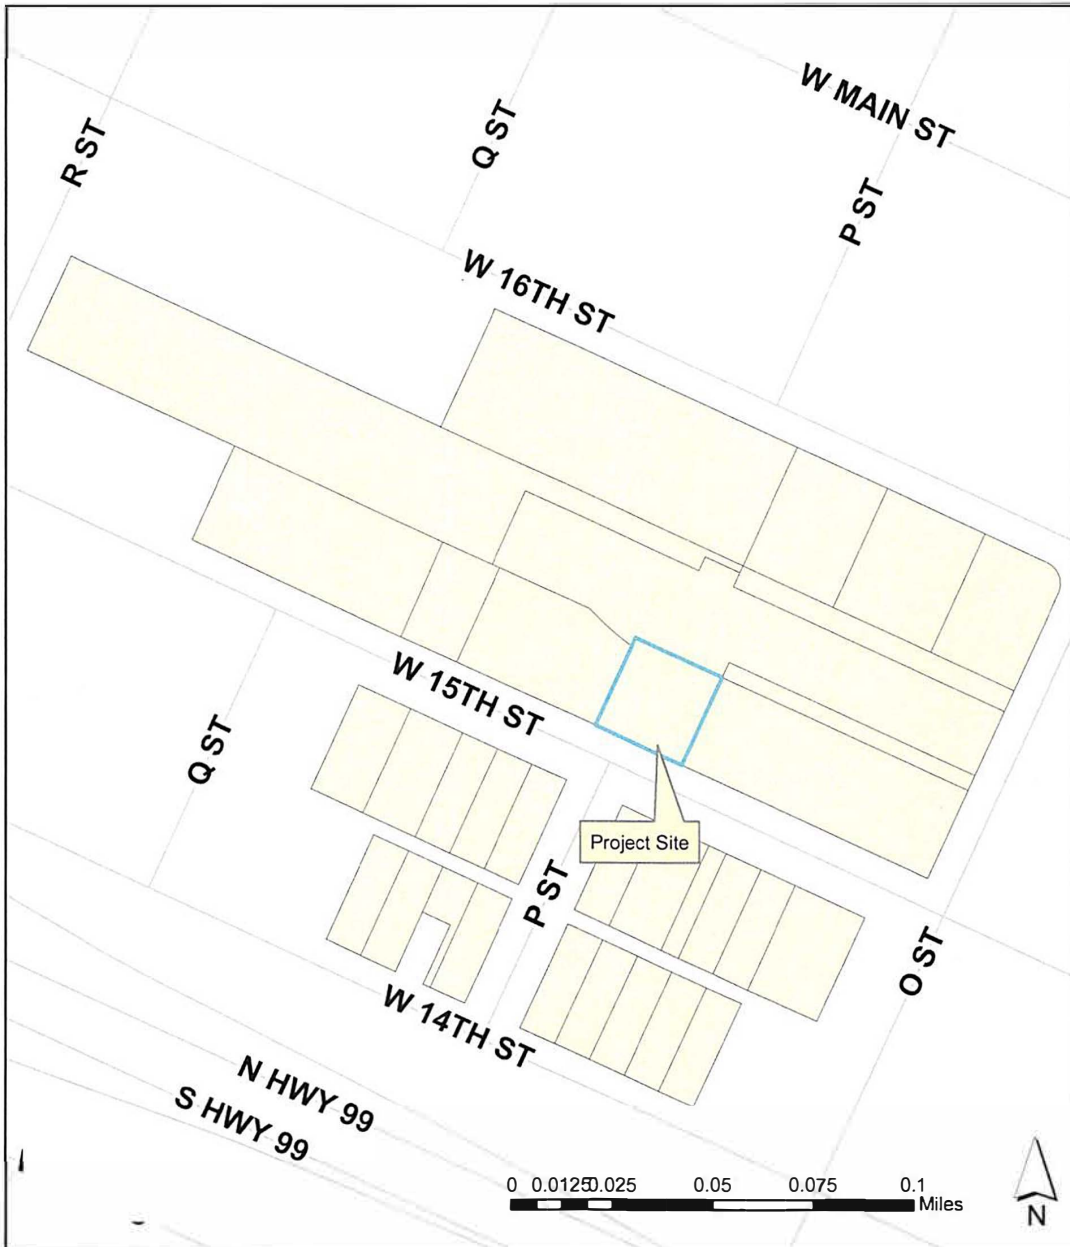 W MAIN ST
Q ST
R ST
P ST
W 16TH ST
W 15TH ST
Q ST
Project Site
P ST
O ST
W 14TH ST
N HWY 99
S HWY 99
0 0.0125 0.025 0.05 0.075 0.1
Miles
N